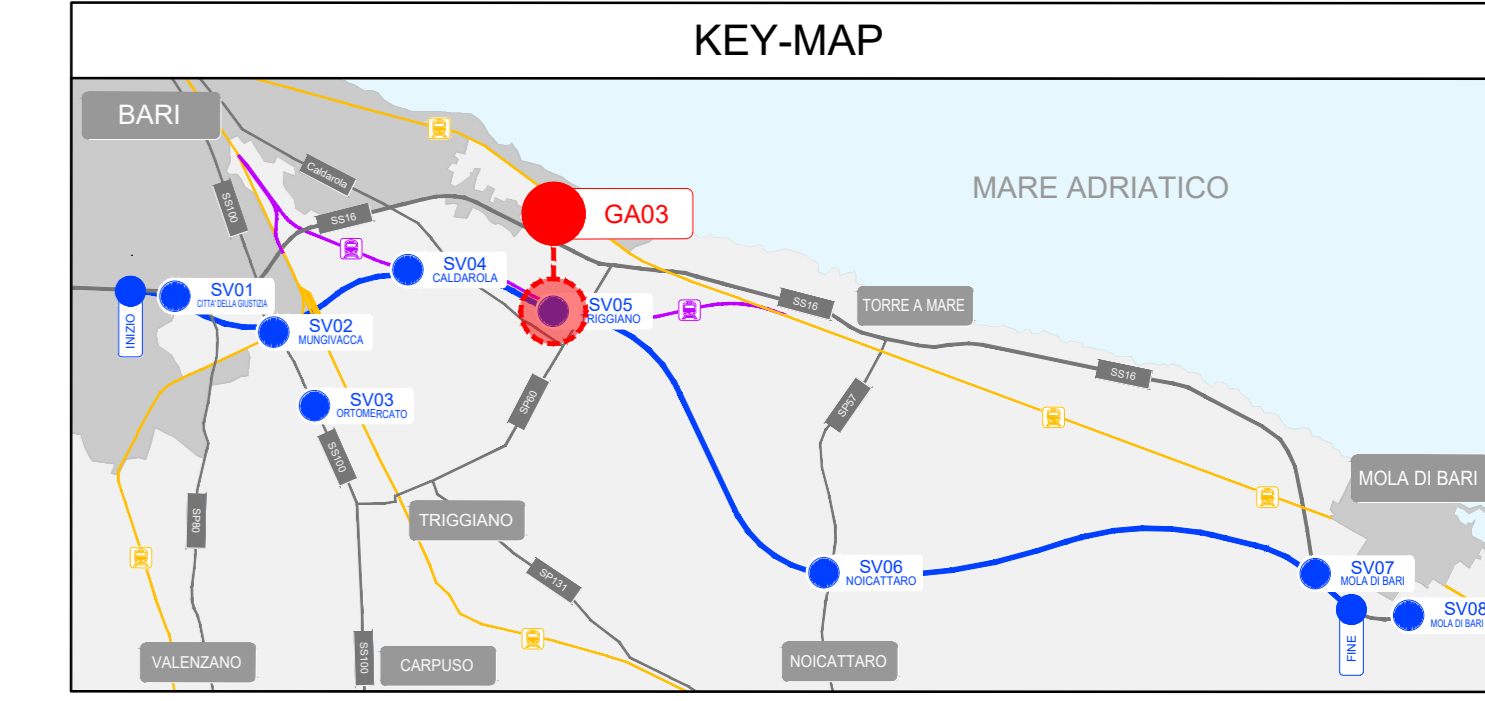 KEY-MAP
BARI
MARE ADRIATICO
Caldarola
SS100
SS16
GA03
SV04
CALDAROLA
SV01
CITTA' DELLA GIUSTIZIA
INIZIO
SV02
MUNGIVACCA
SV05
RIGGIANO
SS16
TORRE A MARE
SS16
SV03
ORTOMERCATO
SP60
SP57
SS100
MOLA DI BARI
SP80
TRIGGIANO
SP131
SV06
NOICATTARO
SV07
MOLA DI BARI
SV08
MOLA DI BARI
FINE
VALENZANO
SS100
CARPUSO
NOICATTARO